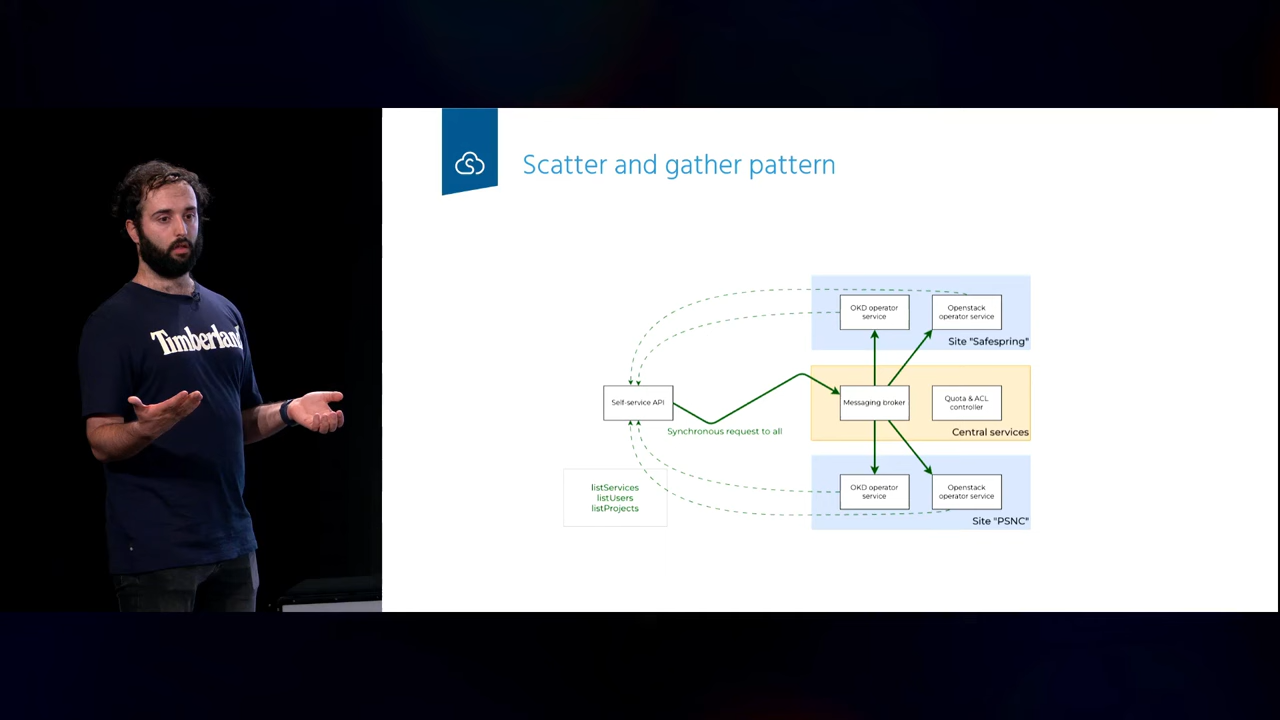 Timberland
Scatter and gather pattern
OKD operator
service
Openstack
operator service
Site "Safespring"
Self-service API
Messaging broker
Quota & ACL
controller
Synchronous request to all
Central services
listServices
listUsers
listProjects
OKD operator
service
Openstack
operator service
Site "PSNC"